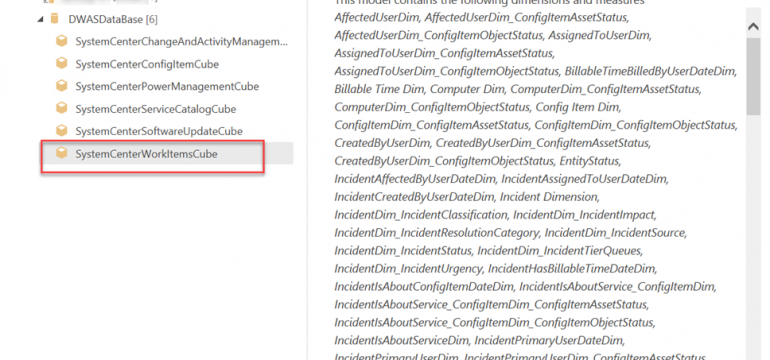 DWASDataBase [6]
SystemCenterChangeAndActivityManagem...
SystemCenterConfigItemCube
SystemCenterPowerManagementCube
SystemCenterServiceCatalogCube
SystemCenterSoftwareUpdateCube
SystemCenterWorkItemsCube
This model contains the following dimensions and measures
AffectedUserDim, AffectedUserDim_ConfigItemAssetStatus,
AffectedUserDim_ConfigItemObjectStatus, AssignedToUserDim,
AssignedToUserDim_ConfigItemAssetStatus,
AssignedToUserDim_ConfigItemObjectStatus, BillableTimeBilledByUserDateDim,
Billable Time Dim, Computer Dim, ComputerDim_ConfigItemAssetStatus,
ComputerDim_ConfigItemObjectStatus, Config Item Dim,
ConfigItemDim_ConfigItemAssetStatus, ConfigItemDim_ConfigItemObjectStatus,
CreatedByUserDim, CreatedByUserDim_ConfigItemAssetStatus,
CreatedByUserDim_ConfigItemObjectStatus, EntityStatus,
IncidentAffectedByUserDateDim, IncidentAssignedToUserDateDim,
IncidentCreatedByUserDateDim, Incident Dimension,
IncidentDim_IncidentClassification, IncidentDim_IncidentImpact,
IncidentDim_IncidentResolutionCategory, IncidentDim_IncidentSource,
IncidentDim_IncidentStatus, IncidentDim_IncidentTierQueues,
IncidentDim_IncidentUrgency, IncidentHasBillableTimeDateDim,
IncidentIsAboutConfigItemDateDim, IncidentIsAboutService_ConfigItemDim,
IncidentIsAboutService_ConfigItemDim_ConfigItemAssetStatus,
IncidentIsAboutService_ConfigItemDim_ConfigItemObjectStatus,
IncidentIsAboutServiceDim, IncidentPrimaryUserDateDim,
IncidentPrimaryUserDim, IncidentPrimaryUserDim_ConfigItemAssetStatus,